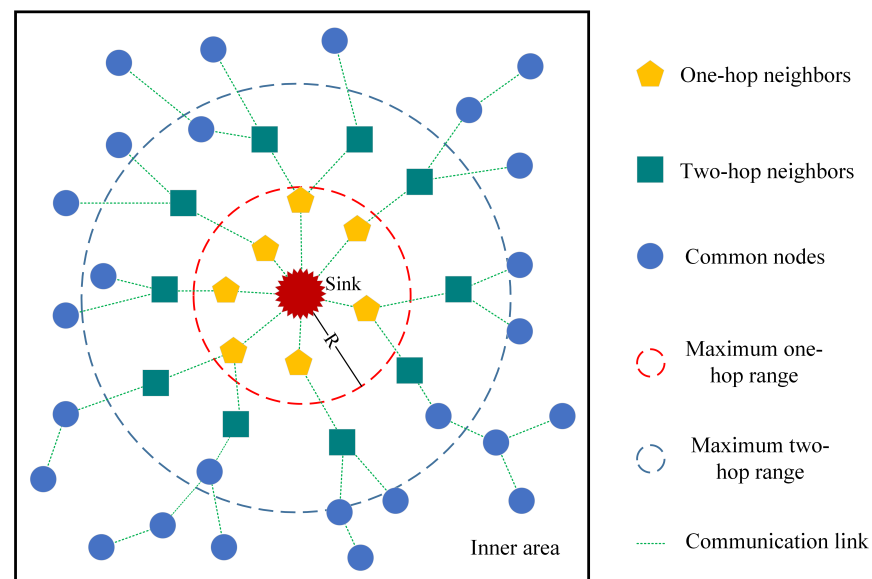 Sink
R
Inner area
One-hop neighbors
Two-hop neighbors
Common nodes
Maximum one-
hop range
Maximum two-
hop range
Communication link